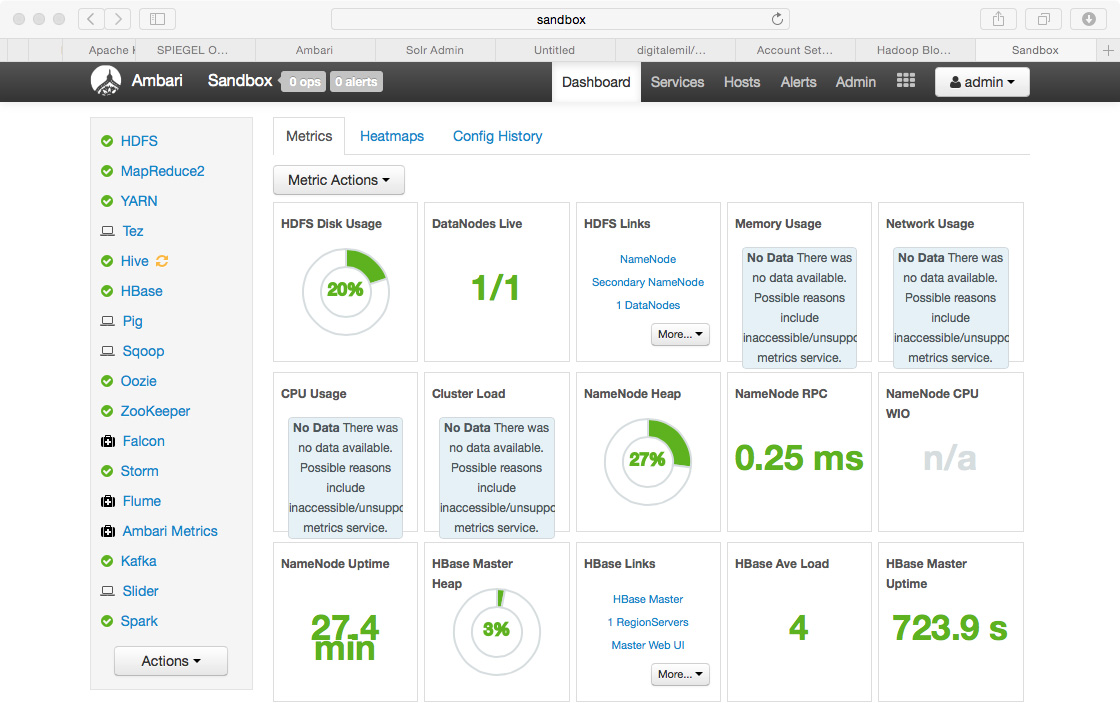 sandbox
Apache H
SPIEGEL O…
Ambari
Solr Admin
Untitled
digitalemil/…
Account Set…
Hadoop Blo…
Sandbox
Ambari
Sandbox
0 ops
0 alerts
Dashboard
Services
Hosts
Alerts
Admin
admin
HDFS
MapReduce2
YARN
Tez
Hive
HBase
Pig
Sqoop
Oozie
ZooKeeper
Falcon
Storm
Flume
Ambari Metrics
Kafka
Slider
Spark
Actions
Metrics
Heatmaps
Config History
Metric Actions
HDFS Disk Usage
20%
DataNodes Live
1/1
HDFS Links
NameNode
Secondary NameNode
1 DataNodes
More...
Memory Usage
No Data There was
no data available.
Possible reasons
include
inaccessible/unsuppo
metrics service.
Network Usage
No Data There was
no data available.
Possible reasons
include
inaccessible/unsuppo
metrics service.
CPU Usage
No Data There was
no data available.
Possible reasons
include
inaccessible/unsuppo
metrics service.
Cluster Load
No Data There was
no data available.
Possible reasons
include
inaccessible/unsuppo
metrics service.
NameNode Heap
27%
NameNode RPC
0.25 ms
NameNode CPU
WIO
n/a
NameNode Uptime
27.4
min
HBase Master
Heap
3%
HBase Links
HBase Master
1 RegionServers
Master Web UI
More...
HBase Ave Load
4
HBase Master
Uptime
723.9 s